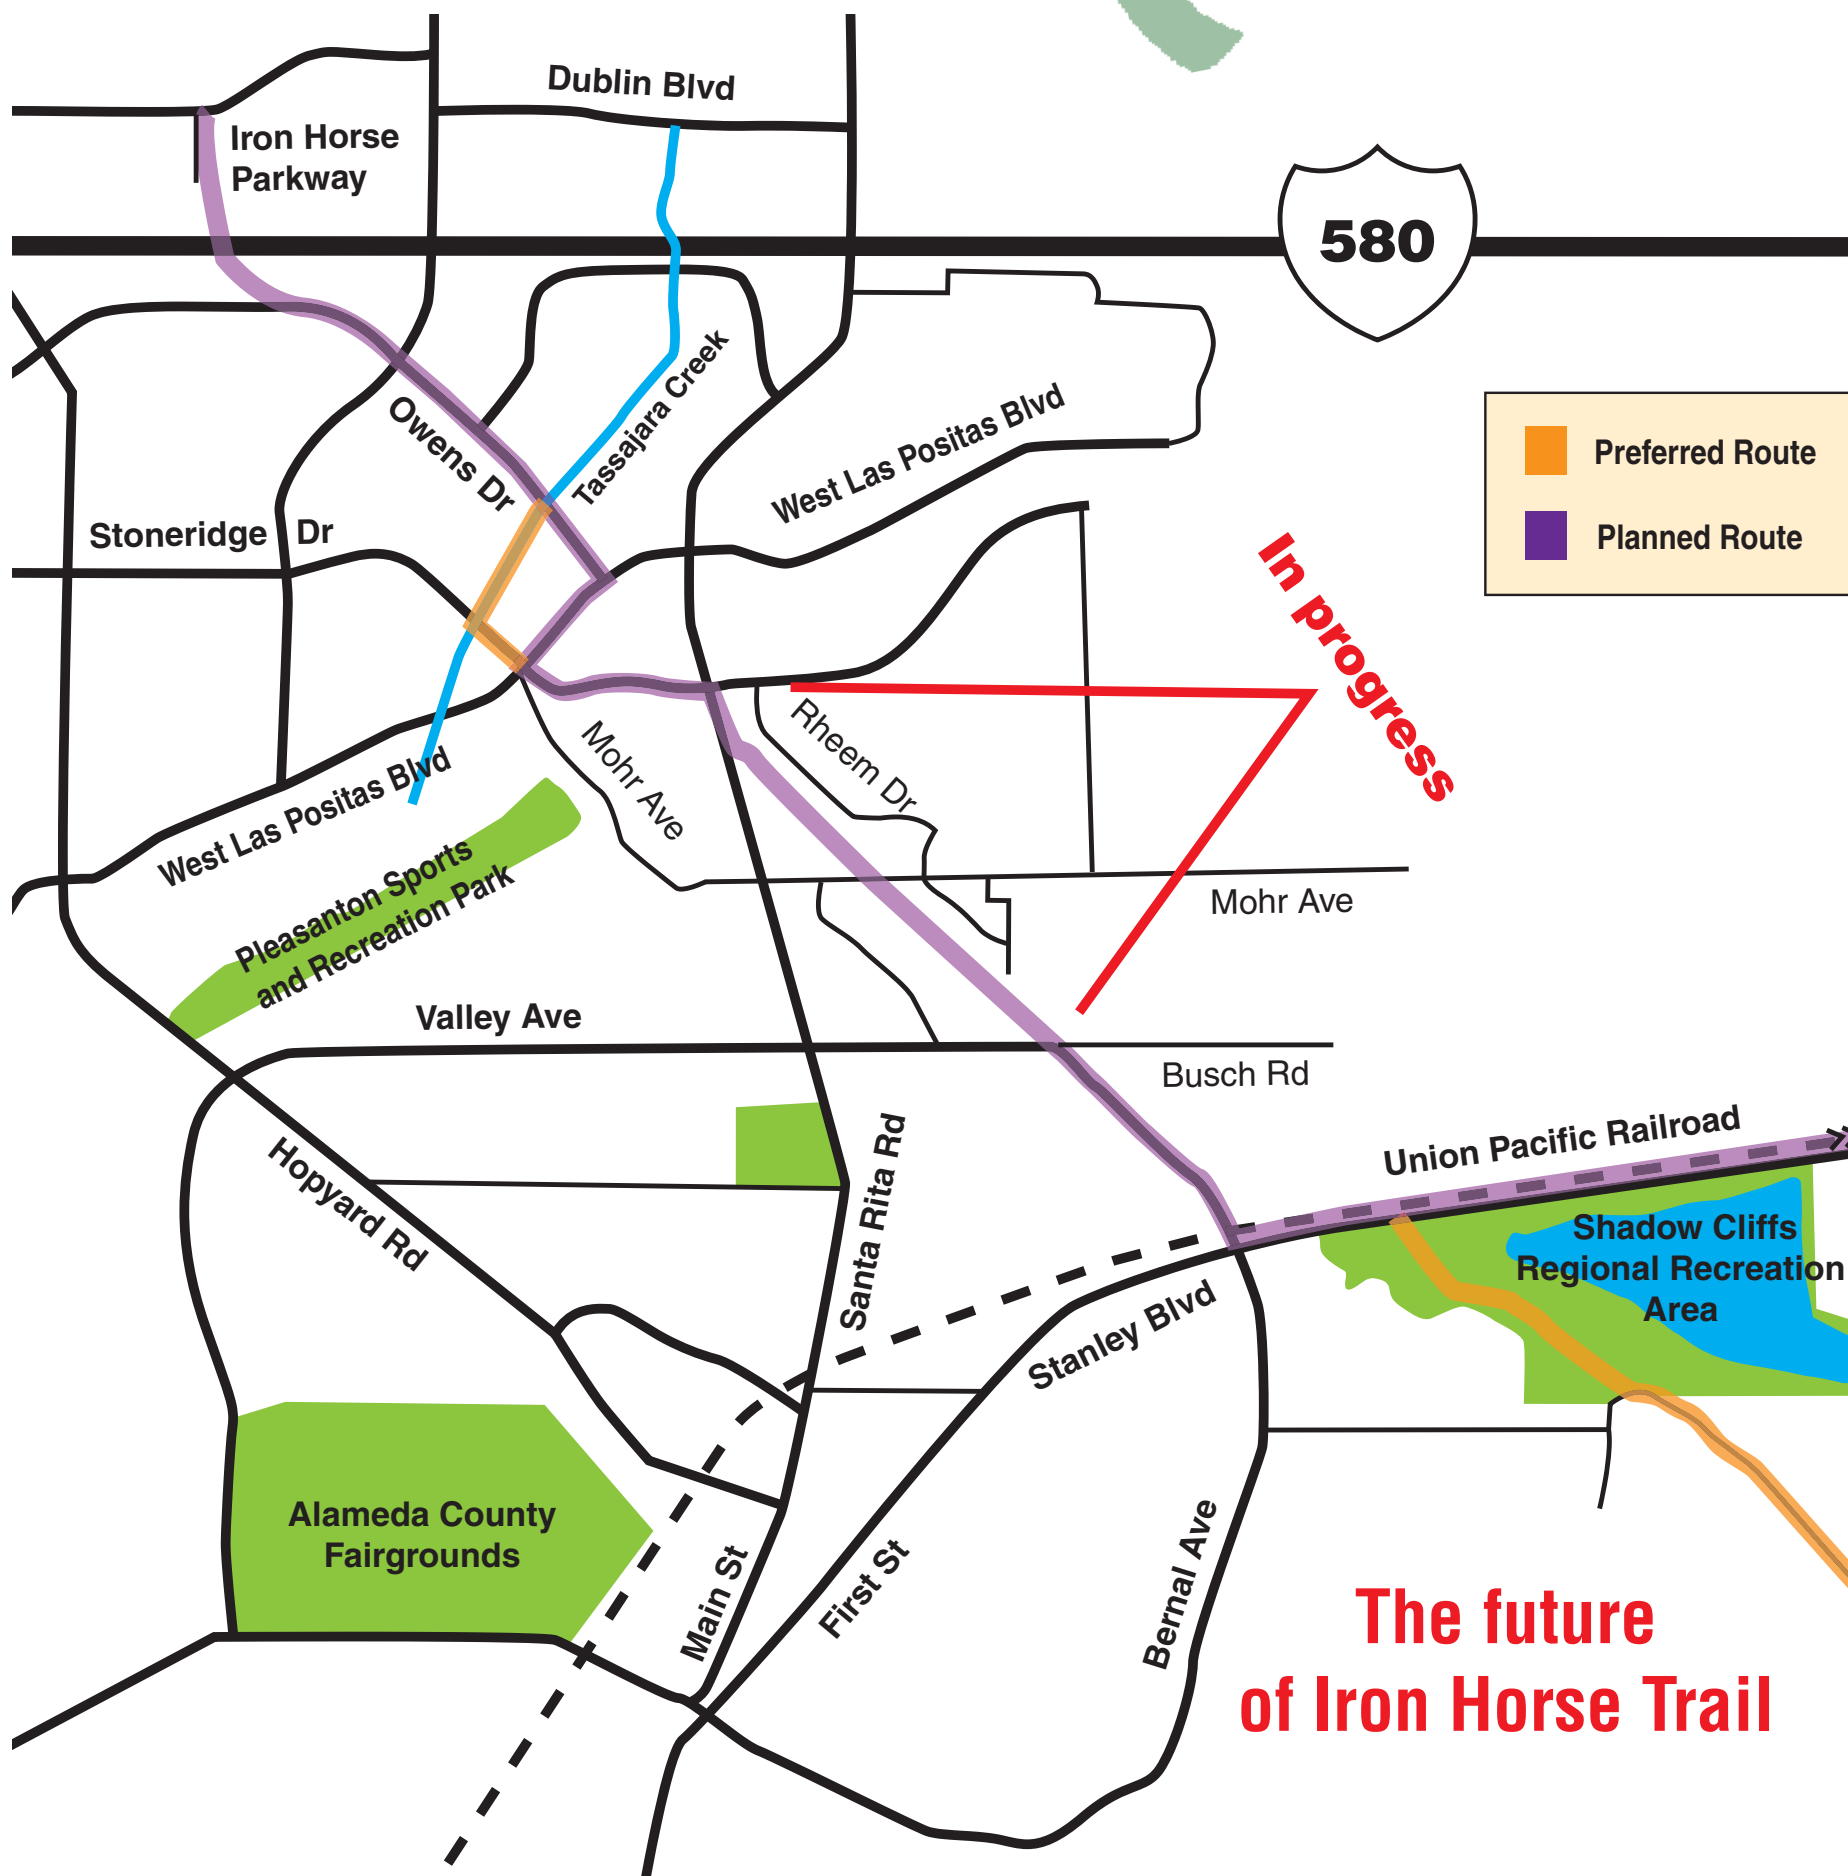 Dublin Blvd
Iron Horse
Parkway
580
Owens Dr
Tassajara Creek
West Las Positas Blvd
Preferred Route
Planned Route
Stoneridge Dr
In progress
Mohr Ave
Rheem Dr
West Las Positas Blvd
Pleasanton Sports
and Recreation Park
Mohr Ave
Valley Ave
Busch Rd
Hopyard Rd
Santa Rita Rd
Union Pacific Railroad
Shadow Cliffs
Regional Recreation
Area
Stanley Blvd
Alameda County
Fairgrounds
Main St
First St
Bernal Ave
The future
of Iron Horse Trail